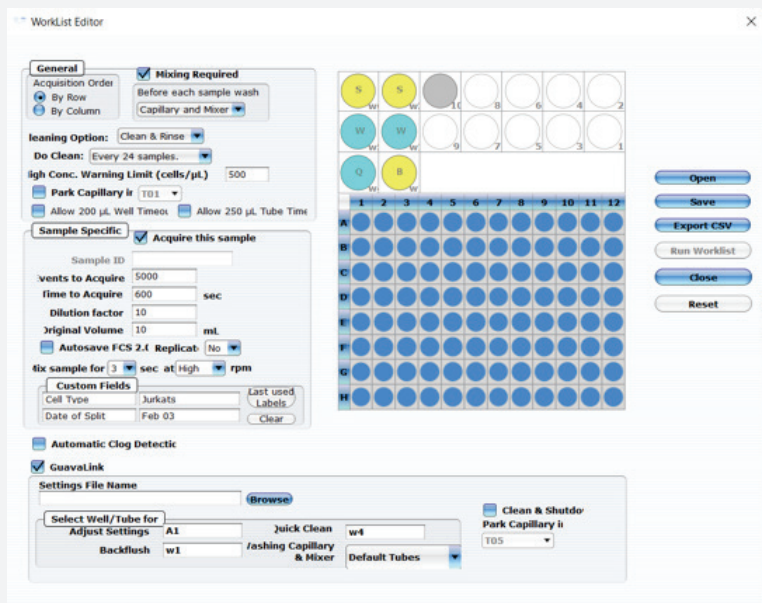 WorkList Editor
General
Acquisition Order
By Row
By Column
Mixing Required
Before each sample wash
Capillary and Mixer
leaning Option: Clean & Rinse
Do Clean: Every 24 samples.
igh Conc. Warning Limit (cells/µL) 500
Park Capillary ir T01
Allow 200 µL Well Timeou Allow 250 µL Tube Time
Sample Specific
Acquire this sample
Sample ID
vents to Acquire 5000
Time to Acquire 600 sec
Dilution factor 10
Original Volume 10 mL
Autosave FCS 2.0 Replicat No
Mix sample for 3 sec at High rpm
Custom Fields
Cell Type Jurkats
Date of Split Feb 03
Last used Labels
Clear
Automatic Clog Detectic
GuavaLink
Settings File Name
Browse
Select Well/Tube for
Adjust Settings A1
Quick Clean w4
Backflush w1
Washing Capillary & Mixer Default Tubes
Clean & Shutdov
Park Capillary ii
T05
S S 10 8 6 4 2
w w
W W 9 7 5 3 1
w w
Q B
w w
1 2 3 4 5 6 7 8 9 10 11 12
A
B
C
D
E
F
G
H
Open
Save
Export CSV
Run Worklist
Close
Reset